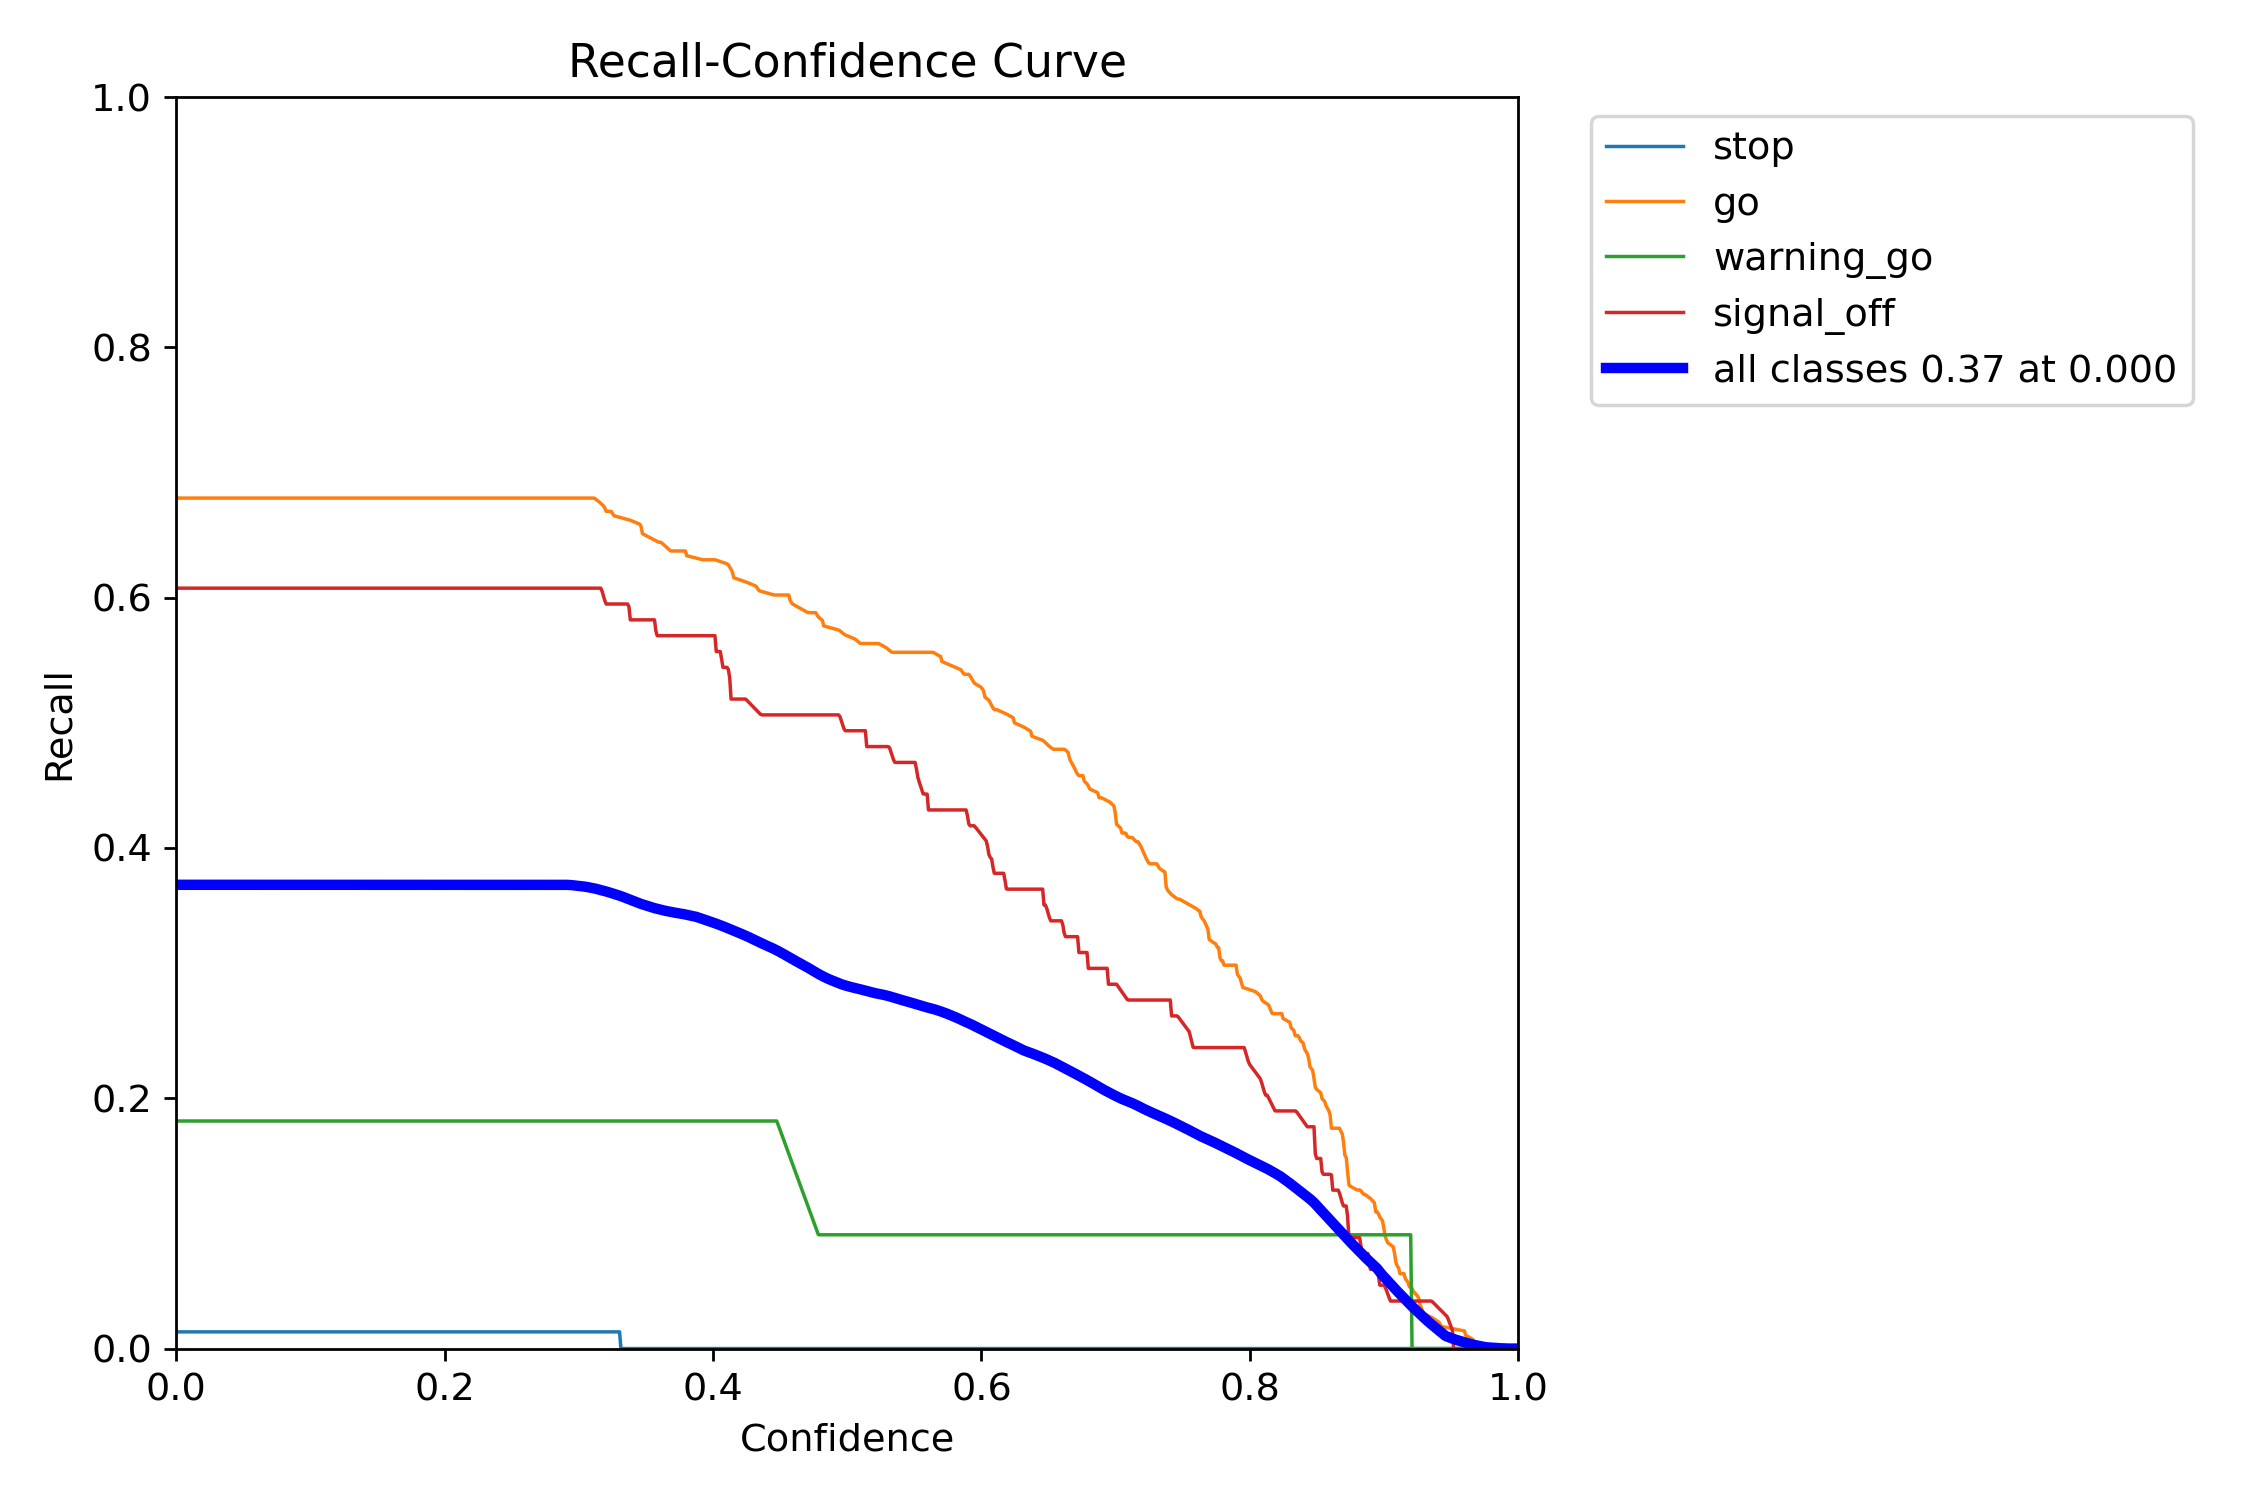 Recall-Confidence Curve
1.0
0.8
0.6
0.4
0.2
0.0
Recall
0.0 0.2 0.4 0.6 0.8 1.0
Confidence
stop
go
warning_go
signal_off
all classes 0.37 at 0.000